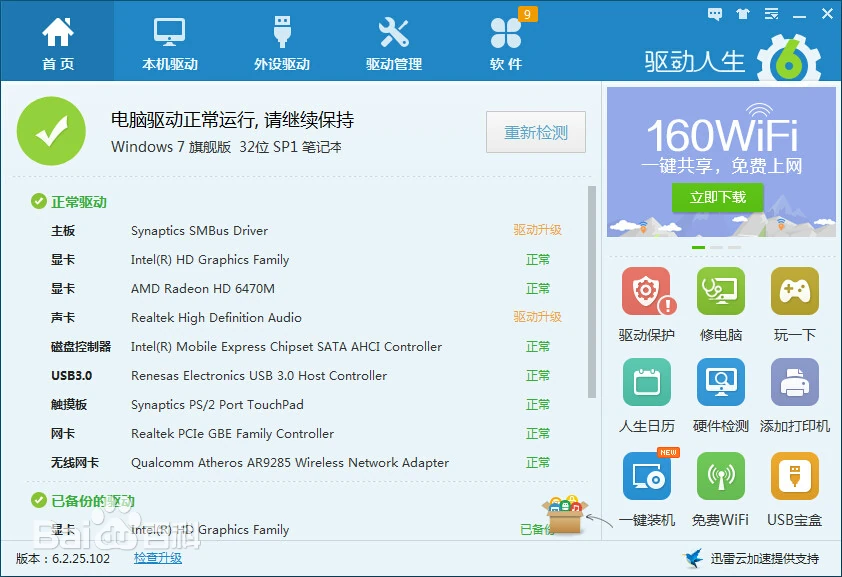 首页
本机驱动
外设驱动
驱动管理
软件
9
驱动人生
6
电脑驱动正常运行, 请继续保持
Windows 7 旗舰版 32位 SP1 笔记本
重新检测
160WiFi
一键共享，免费上网
立即下载
正常驱动
主板 Synaptics SMBus Driver 驱动升级
显卡 Intel(R) HD Graphics Family 正常
显卡 AMD Radeon HD 6470M 正常
声卡 Realtek High Definition Audio 驱动升级
磁盘控制器 Intel(R) Mobile Express Chipset SATA AHCI Controller 正常
USB3.0 Renesas Electronics USB 3.0 Host Controller 正常
触摸板 Synaptics PS/2 Port TouchPad 正常
网卡 Realtek PCIe GBE Family Controller 正常
无线网卡 Qualcomm Atheros AR9285 Wireless Network Adapter 正常
已备份的驱动
显卡 Intel(R) HD Graphics Family 已备份
驱动保护 修电脑 玩一下
人生日历 硬件检测 添加打印机
NEW
一键装机 免费WiFi USB宝盒
Bai百科
版本：6.2.25.102 检查升级
迅雷云加速提供支持